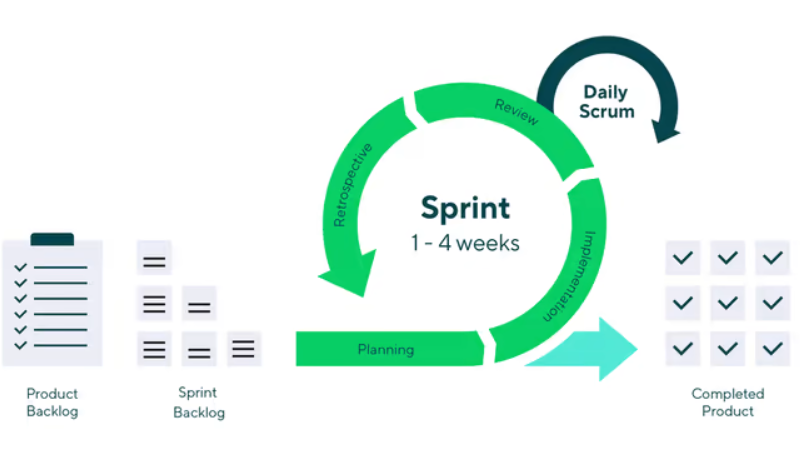 Daily
Scrum
Review
Retrospective
Sprint
1 - 4 weeks
Implementation
Planning
Product
Backlog
Sprint
Backlog
Completed
Product